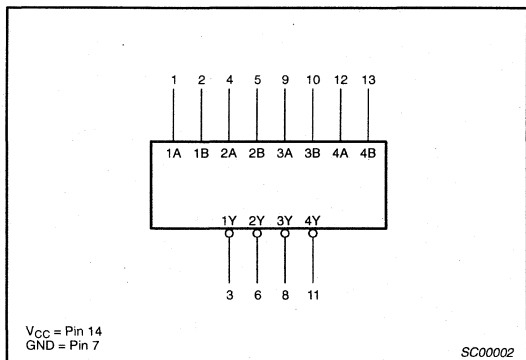 1 2 4 5 9 10 12 13
1A 1B 2A 2B 3A 3B 4A 4B
1Y 2Y 3Y 4Y
3 6 8 11
VCC = Pin 14
GND = Pin 7
SC00002